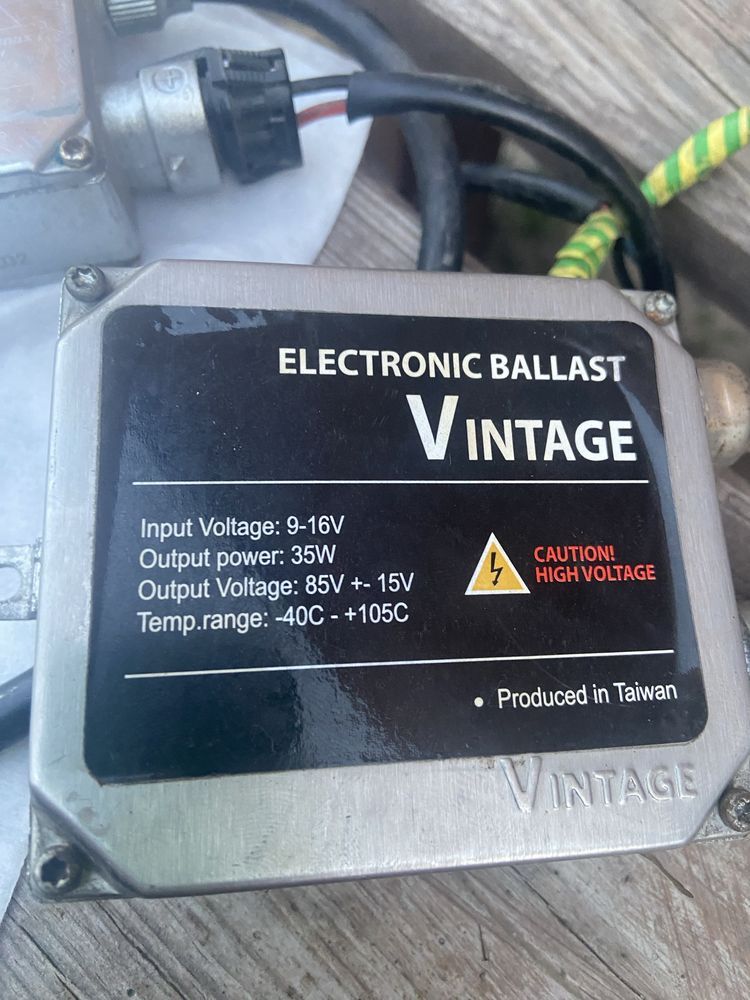 ELECTRONIC BALLAST
VINTAGE
Input Voltage: 9-16V
Output power: 35W
Output Voltage: 85V +- 15V
Temp.range: -40C - +105C
CAUTION!
HIGH VOLTAGE
• Produced in Taiwan
VINTAGE